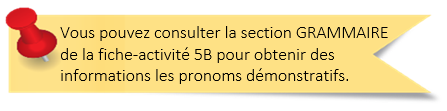 Vous pouvez consulter la section GRAMMAIRE
de la fiche-activité 5B pour obtenir des
informations les pronoms démonstratifs.